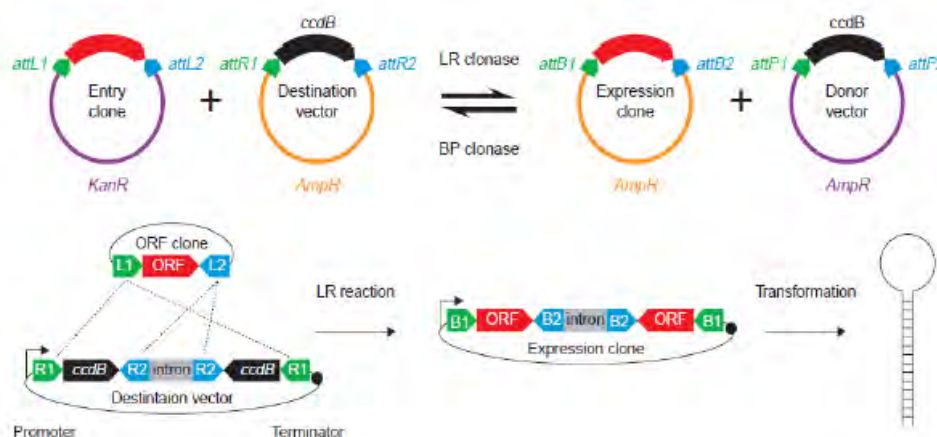 ccdB
ccdB
attL1
attL2
attR1
attR2
LR clonase
attB1
attB2
attP1
Entry
clone
+
Destination
vector
Expression
clone
+
Donor
vector
BP clonase
KanR
AmpR
AmpR
AmpR
ORF clone
L1 ORF L2
LR reaction
Transformation
B1 ORF B2 intron B2 ORF B1
Expression clone
R1 ccdB R2 intron R2 ccdB R1
Destintaion vector
Promoter
Terminator